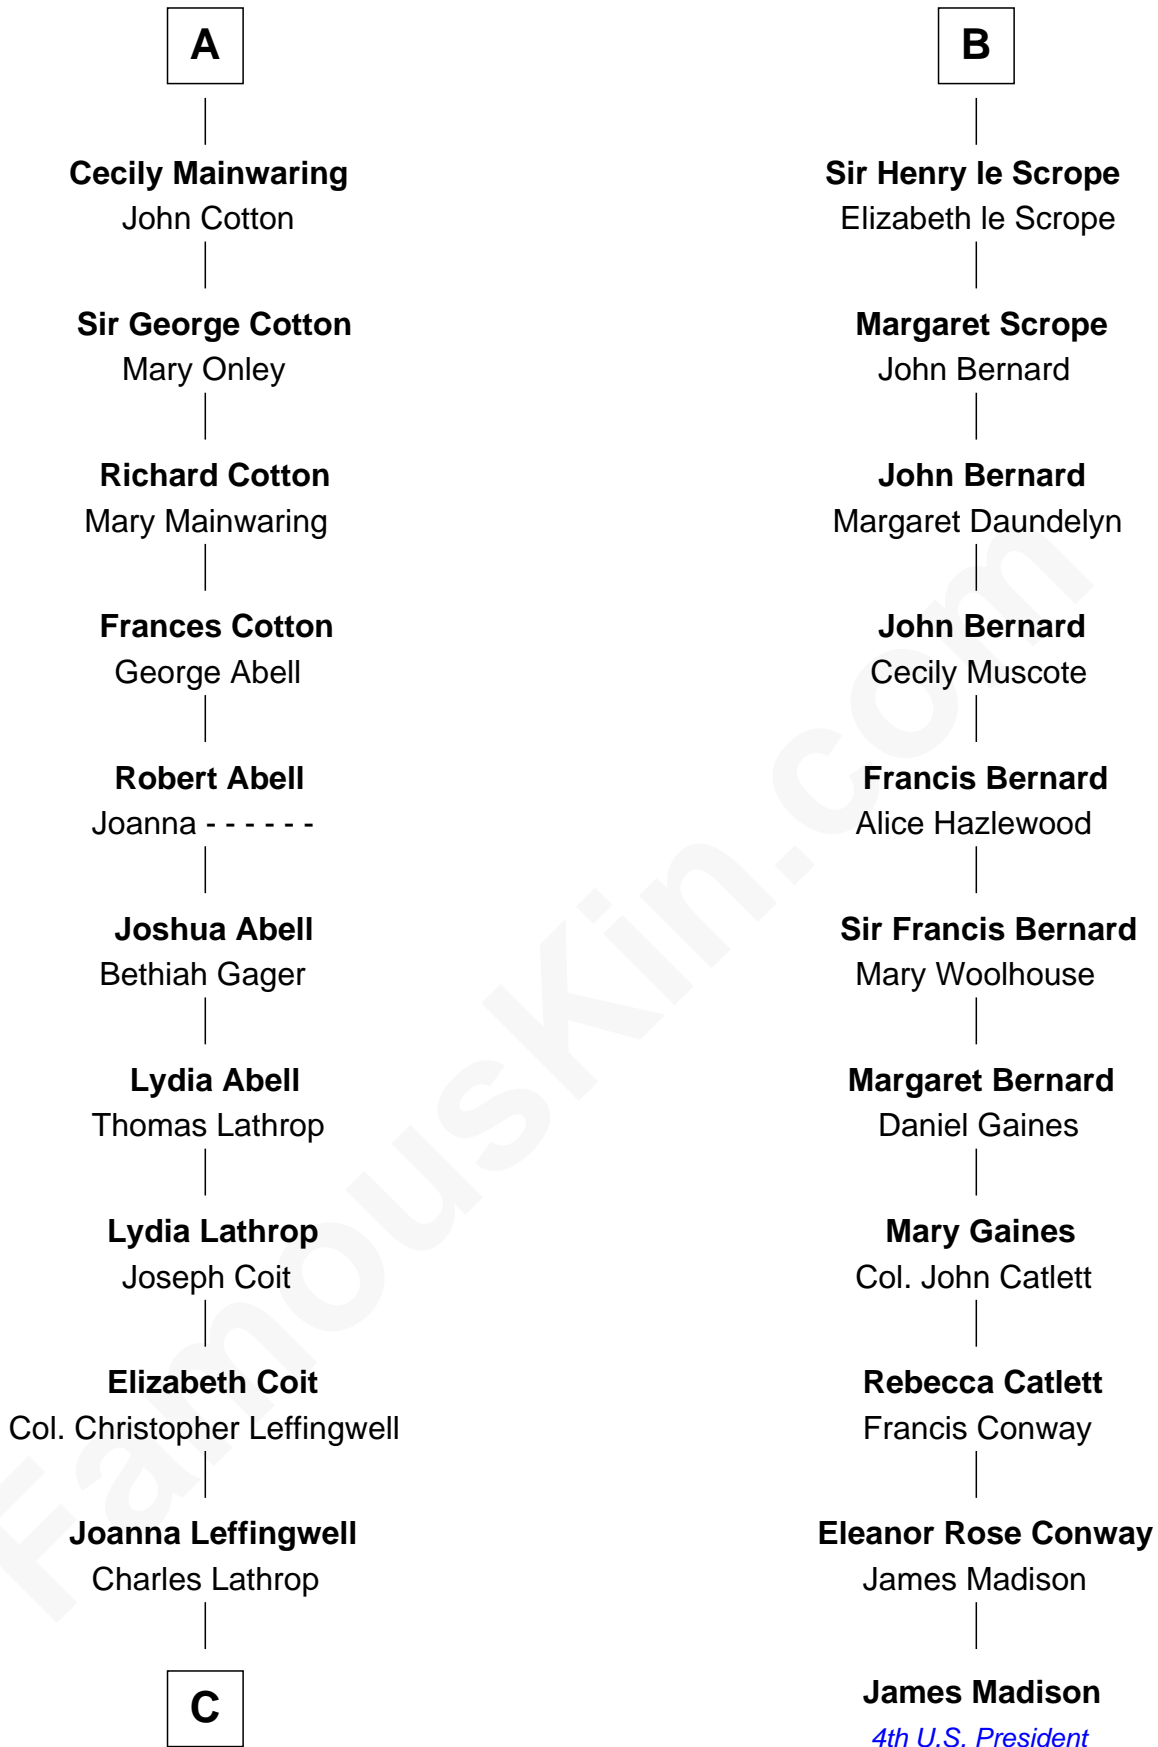 A
Cecily Mainwaring
John Cotton
Sir George Cotton
Mary Onley
Richard Cotton
Mary Mainwaring
Frances Cotton
George Abell
Robert Abell
Joanna - - - - - -
Joshua Abell
Bethiah Gager
Lydia Abell
Thomas Lathrop
Lydia Lathrop
Joseph Coit
Elizabeth Coit
Col. Christopher Leffingwell
Joanna Leffingwell
Charles Lathrop
C
B
Sir Henry le Scrope
Elizabeth le Scrope
Margaret Scrope
John Bernard
John Bernard
Margaret Daundelyn
John Bernard
Cecily Muscote
Francis Bernard
Alice Hazlewood
Sir Francis Bernard
Mary Woolhouse
Margaret Bernard
Daniel Gaines
Mary Gaines
Col. John Catlett
Rebecca Catlett
Francis Conway
Eleanor Rose Conway
James Madison
James Madison
4th U.S. President
FamousKin.com